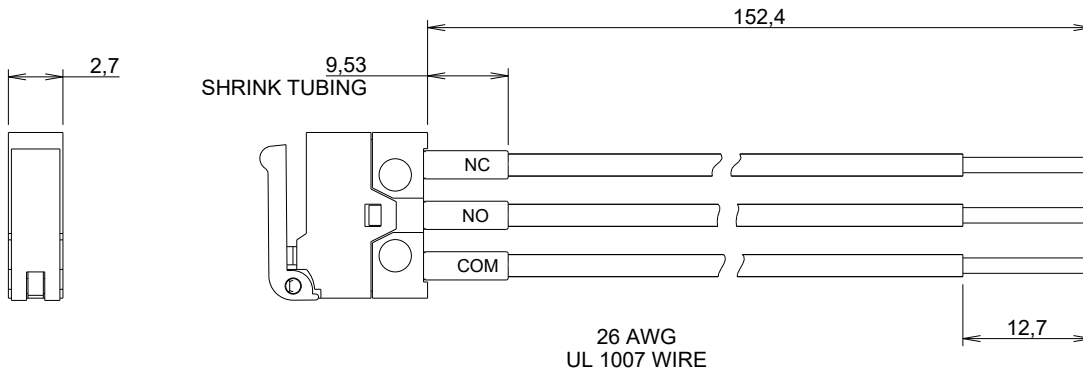 152,4
2,7
9,53
SHRINK TUBING
NC
NO
COM
12,7
26 AWG
UL 1007 WIRE